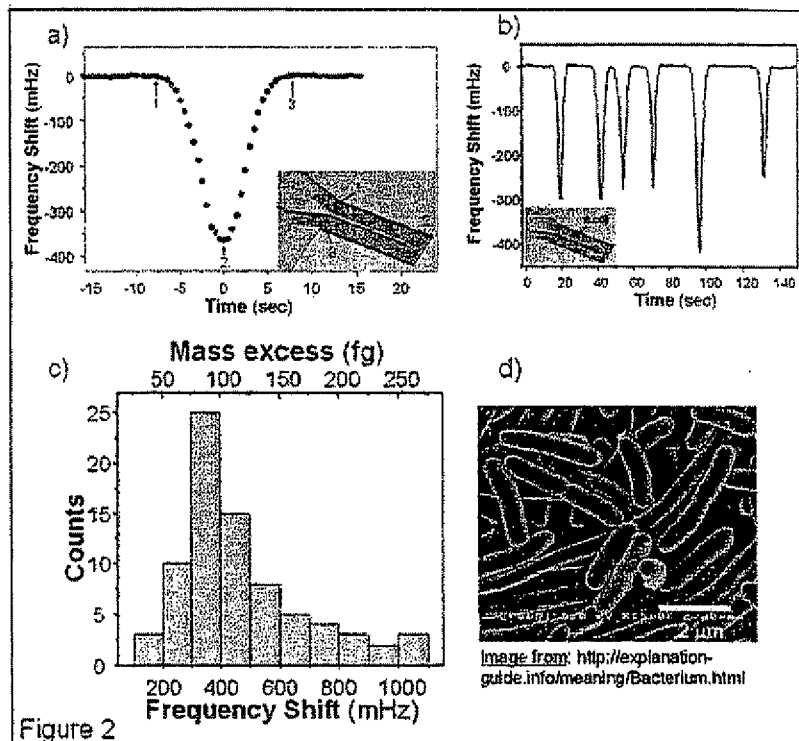 a)
Frequency Shift (mHz)
0
-100
-200
-300
-400
1
2
3
-15 -10 -5 0 5 10 15 20
Time (sec)
b)
Frequency Shift (mHz)
0
-100
-200
-300
-400
0 20 40 60 80 100 120 140
Time (sec)
c)
Mass excess (fg)
50 100 150 200 250
Counts
25
20
15
10
5
0
200 400 600 800 1000
Frequency Shift (mHz)
d)
2 µm
Image from: http://explanation-
guide.info/meaning/Bacterium.html
Figure 2